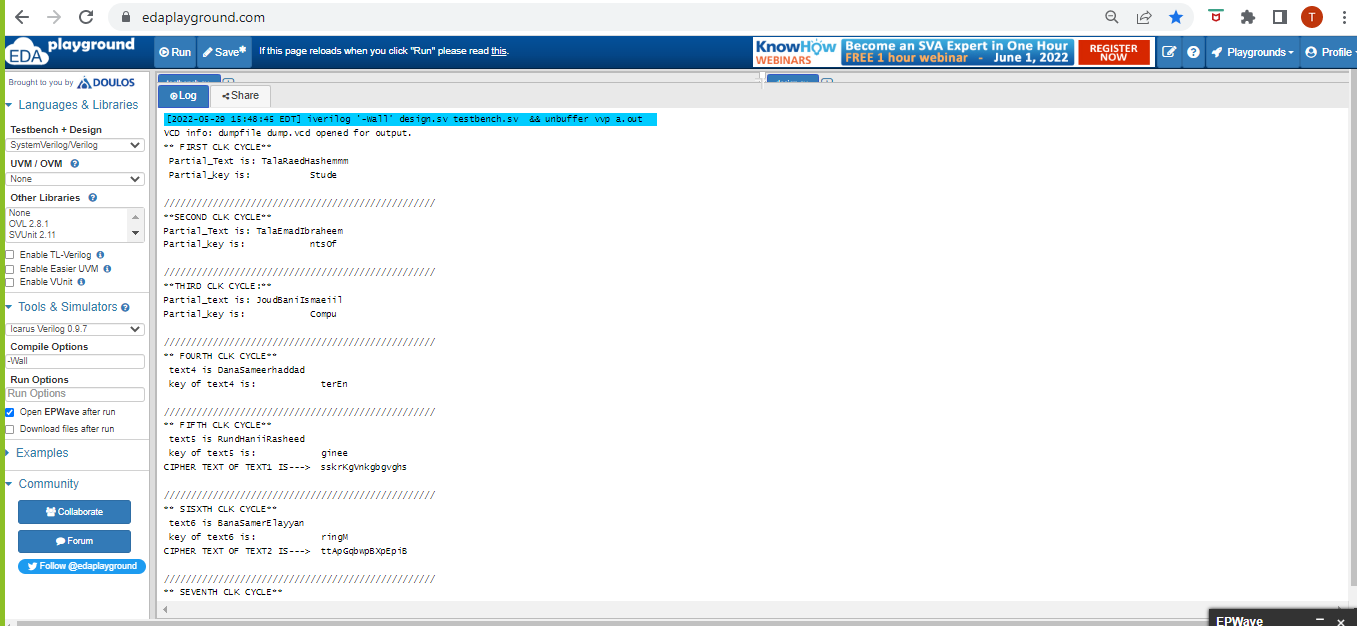 edaplayground.com
T
EDA playground
Run
Save*
If this page reloads when you click "Run" please read this.
KnowHow WEBINARS
Become an SVA Expert in One Hour
FREE 1 hour webinar - June 1, 2022
REGISTER NOW
Playgrounds
Profile
Brought to you by DOULOS
Languages & Libraries
Testbench + Design
SystemVerilog/Verilog
UVM / OVM
None
Other Libraries
None
OVL 2.8.1
SVUnit 2.11
Enable TL-Verilog
Enable Easier UVM
Enable VUnit
Tools & Simulators
Icarus Verilog 0.9.7
Compile Options
-Wall
Run Options
Run Options
Open EPWave after run
Download files after run
Examples
Community
Collaborate
Forum
Follow @edaplayground
Log
Share
[2022-05-29 15:48:45 EDT] iverilog '-Wall' design.sv testbench.sv && unbuffer vvp a.out
VCD info: dumpfile dump.vcd opened for output.
** FIRST CLK CYCLE**
Partial_Text is: TalaRaedHashemmm
Partial_key is: Stude
//////////////////////////////////////////////////
**SECOND CLK CYCLE**
Partial_Text is: TalaEmadIbraheem
Partial_key is: ntsOf
//////////////////////////////////////////////////
**THIRD CLK CYCLE:**
Partial_text is: JoudBaniIsmaeiil
Partial_key is: Compu
//////////////////////////////////////////////////
** FOURTH CLK CYCLE**
text4 is DanaSameerhaddad
key of text4 is: terEn
//////////////////////////////////////////////////
** FIFTH CLK CYCLE**
text5 is RundHaniiRasheed
key of text5 is: ginee
CIPHER TEXT OF TEXT1 IS---> sskrKgVnkgbgvghs
//////////////////////////////////////////////////
** SISXTH CLK CYCLE**
text6 is BanaSamerElayyan
key of text6 is: ringM
CIPHER TEXT OF TEXT2 IS---> ttApGqbwpBXpEpiB
//////////////////////////////////////////////////
** SEVENTH CLK CYCLE**
EPWave